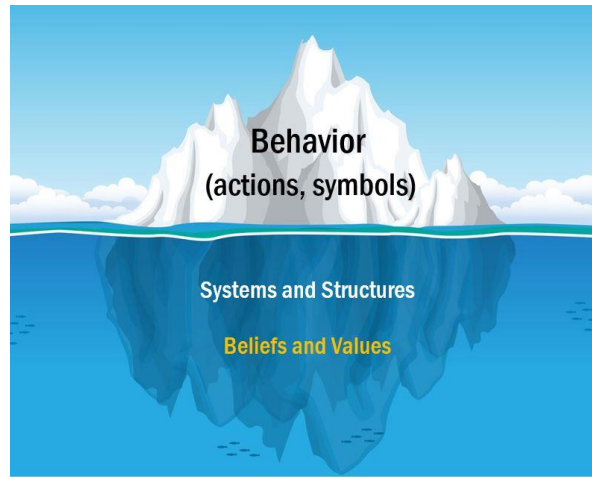 Behavior
(actions, symbols)
Systems and Structures
Beliefs and Values